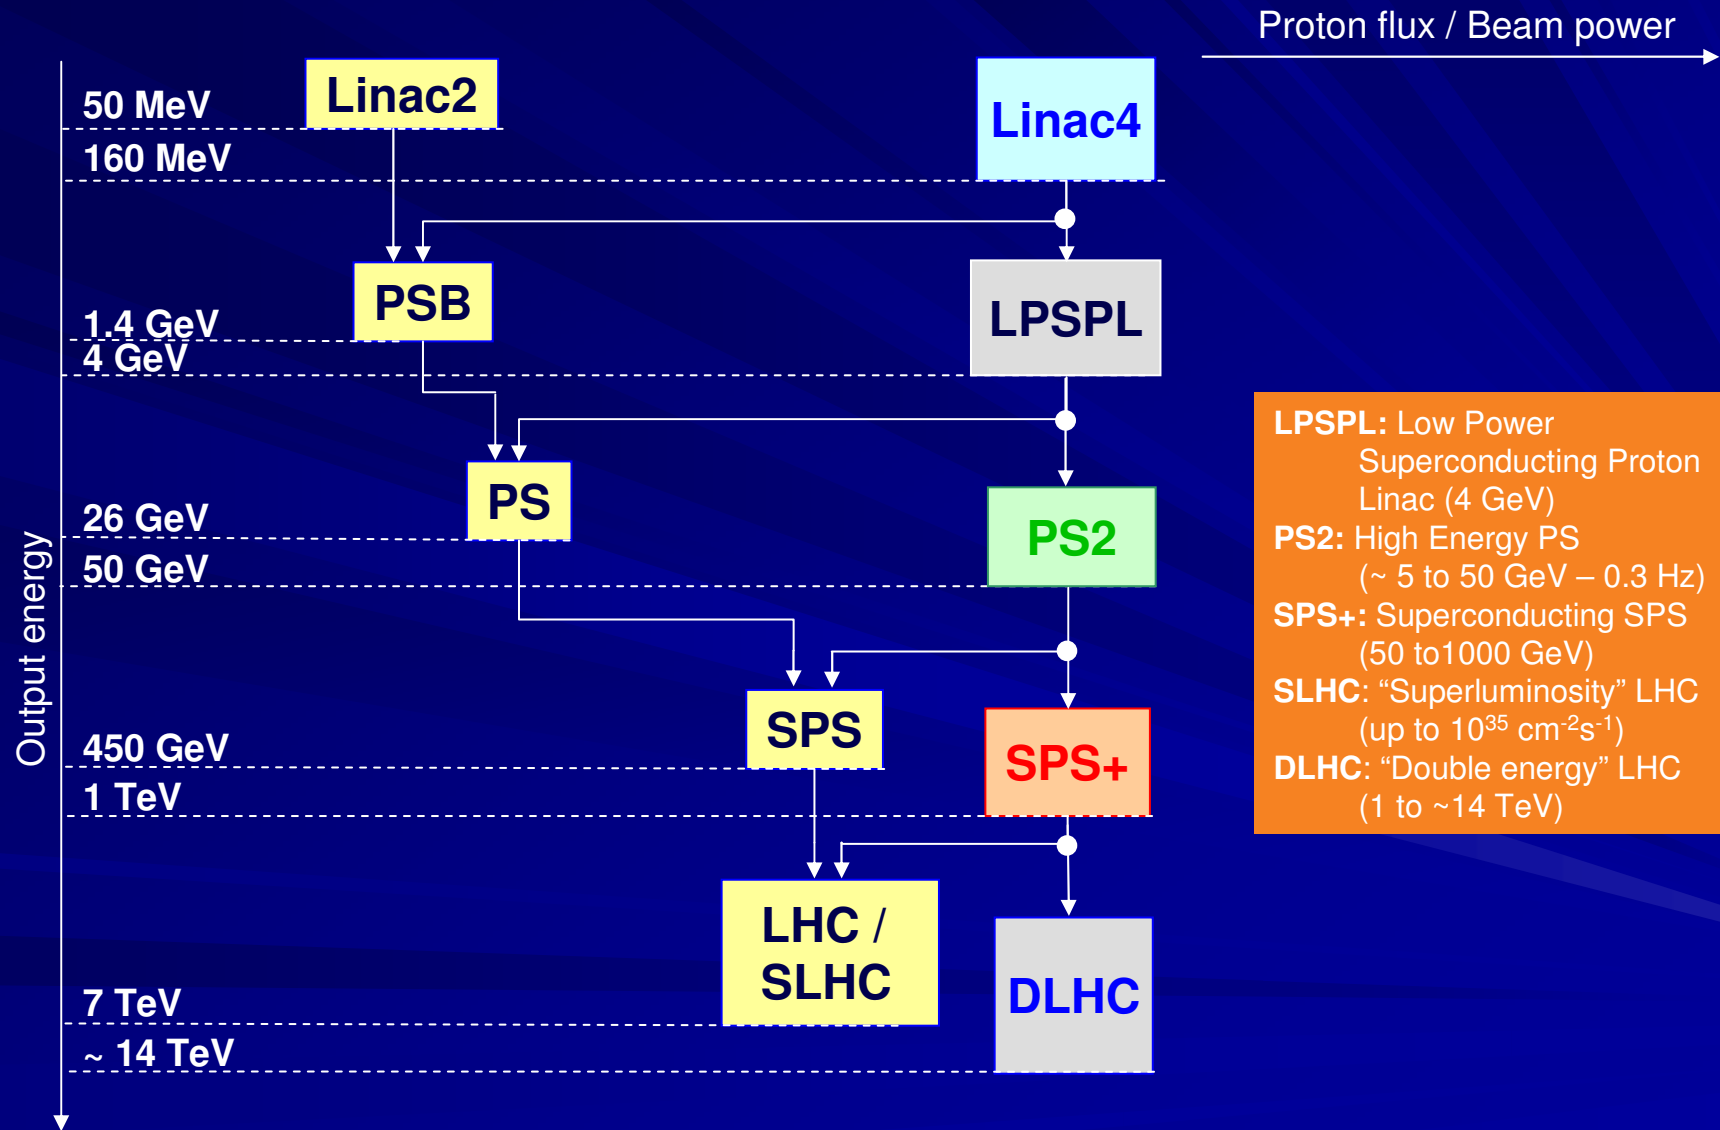 Proton flux / Beam power
Linac2
Linac4
50 MeV
160 MeV
PSB
LPSPL
1.4 GeV
4 GeV
PS
PS2
26 GeV
50 GeV
Output energy
SPS
SPS+
450 GeV
1 TeV
LHC /
SLHC
DLHC
7 TeV
~ 14 TeV
LPSPL: Low Power
Superconducting Proton
Linac (4 GeV)
PS2: High Energy PS
(~ 5 to 50 GeV – 0.3 Hz)
SPS+: Superconducting SPS
(50 to1000 GeV)
SLHC: “Superluminosity” LHC
(up to 10³⁵ cm⁻²s⁻¹)
DLHC: “Double energy” LHC
(1 to ~14 TeV)